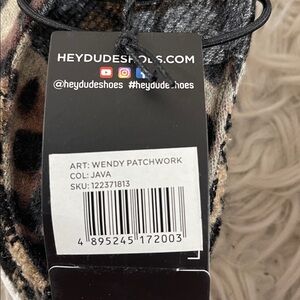 HEYDUDESHOES.COM
@heydudeshoes #heydudeshoes
ART: WENDY PATCHWORK
COL: JAVA
SKU: 122371813
4 895245 172003